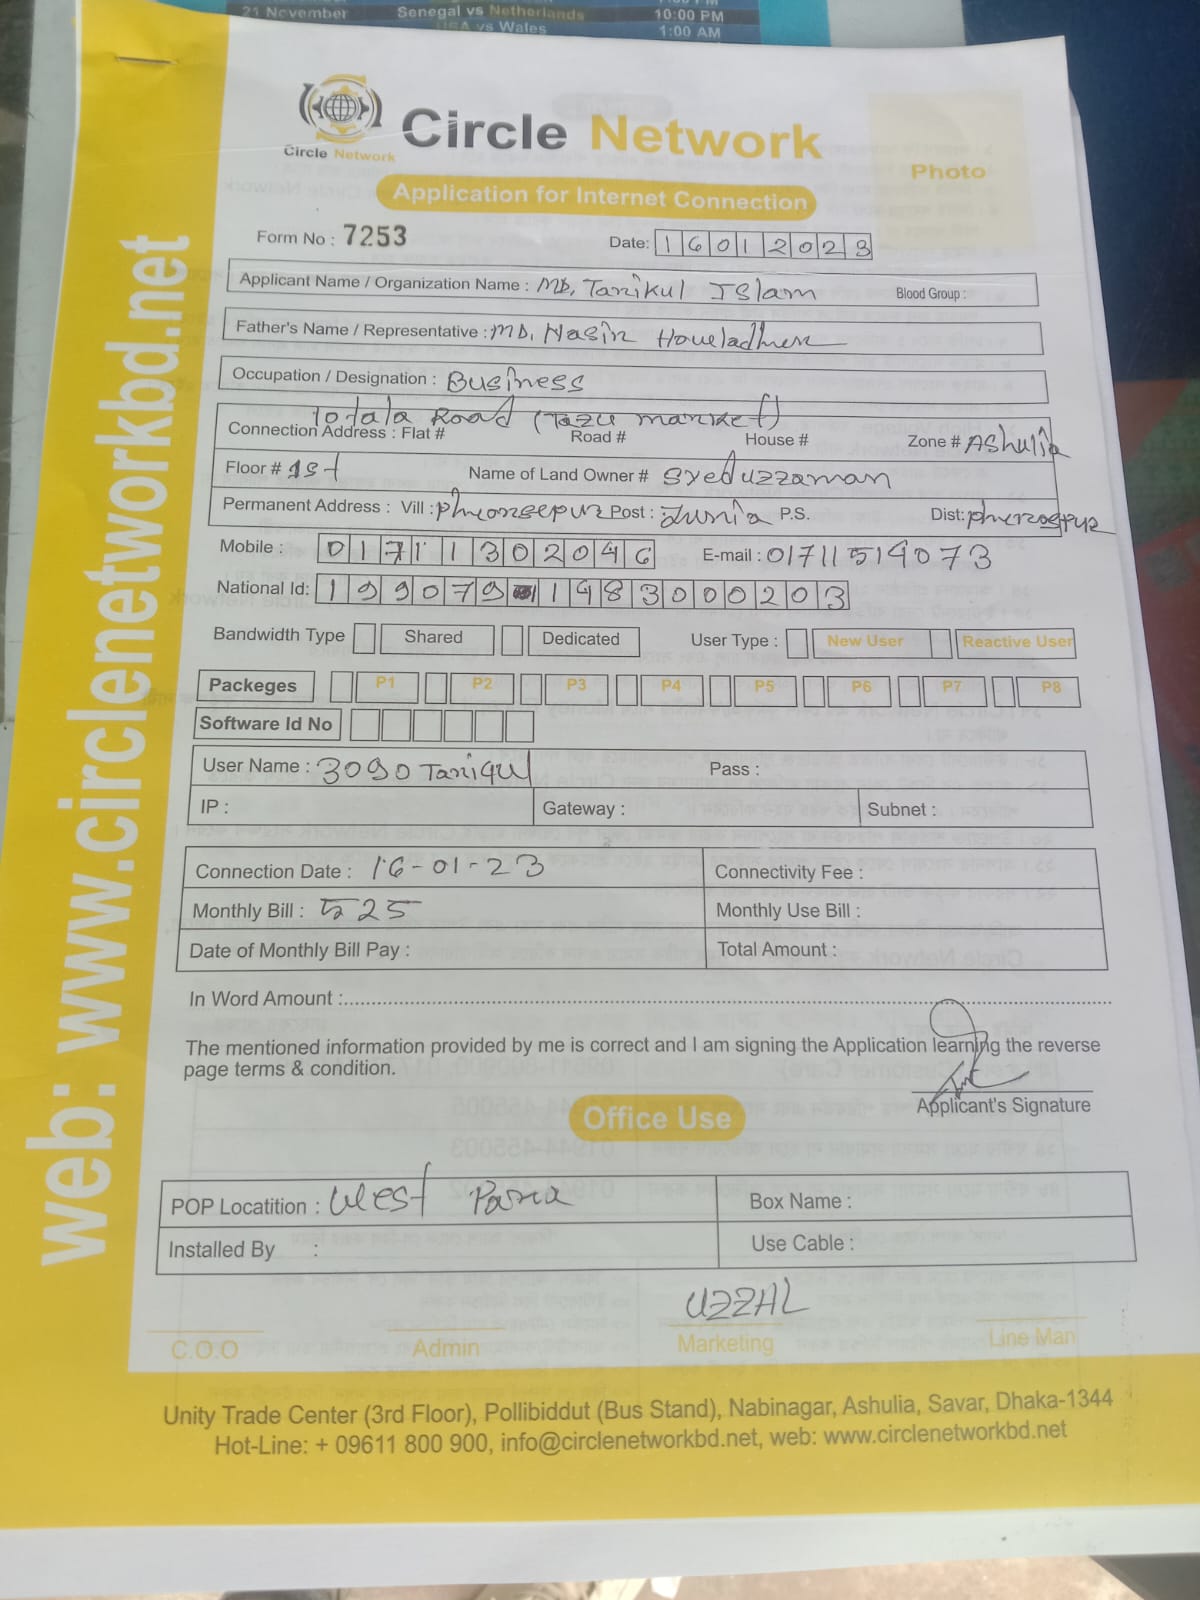 21 November Senegal vs Netherlands 10:00 PM
USA vs Wales 1:00 AM
Circle Network
Circle Network
Photo
Application for Internet Connection
Form No : 7253 Date: 16012023
Applicant Name / Organization Name : MD. Tarikul Islam Blood Group :
Father's Name / Representative : MD. Nasir Howladher
Occupation / Designation : Business
Road (Tazu market)
Connection Address : Flat # Road # House # Zone # Ashulia
Floor # 1st Name of Land Owner # Syeduzzaman
Permanent Address : Vill : Post : P.S. Dist:
Mobile : 01711302046 E-mail : 01711519073
National Id: 199079 148300 0203
Bandwidth Type Shared Dedicated User Type : New User Reactive User
Packeges P1 P2 P3 P4 P5 P6 P7 P8
Software Id No
User Name : 3090 Tariqul Pass :
IP : Gateway : Subnet :
Connection Date : 16-01-23 Connectivity Fee :
Monthly Bill : 525 Monthly Use Bill :
Date of Monthly Bill Pay : Total Amount :
In Word Amount :
The mentioned information provided by me is correct and I am signing the Application learning the reverse
page terms & condition.
Applicant's Signature
Office Use
POP Locatition : West Para Box Name :
Installed By : Use Cable :
UZZAL
C.O.O Admin Marketing Line Man
Unity Trade Center (3rd Floor), Pollibiddut (Bus Stand), Nabinagar, Ashulia, Savar, Dhaka-1344
Hot-Line: + 09611 800 900, info@circlenetworkbd.net, web: www.circlenetworkbd.net
web: www.circlenetworkbd.net